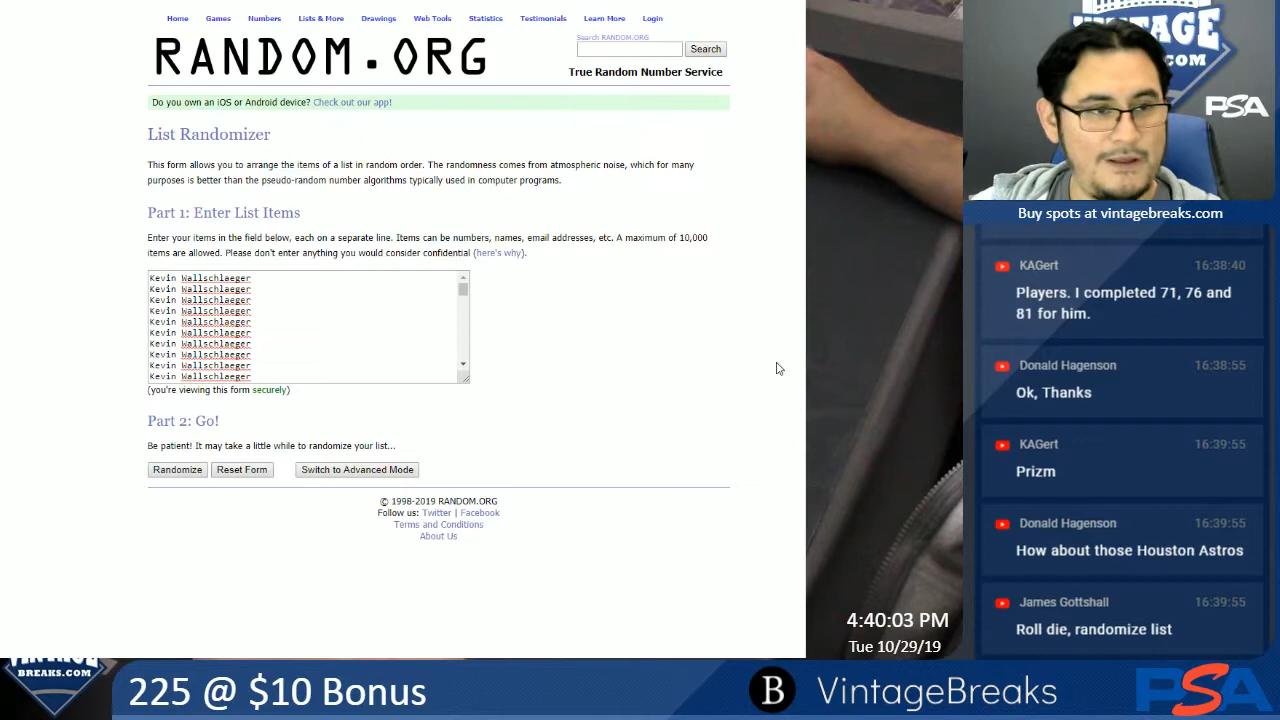 Home Games Numbers Lists & More Drawings Web Tools Statistics Testimonials Learn More Login
RANDOM.ORG
Search RANDOM.ORG
Search
True Random Number Service
Do you own an iOS or Android device? Check out our app!
List Randomizer
This form allows you to arrange the items of a list in random order. The randomness comes from atmospheric noise, which for many
purposes is better than the pseudo-random number algorithms typically used in computer programs.
Part 1: Enter List Items
Enter your items in the field below, each on a separate line. Items can be numbers, names, email addresses, etc. A maximum of 10,000
items are allowed. Please don't enter anything you would consider confidential (here's why).
Kevin Wallschlaeger
Kevin Wallschlaeger
Kevin Wallschlaeger
Kevin Wallschlaeger
Kevin Wallschlaeger
Kevin Wallschlaeger
Kevin Wallschlaeger
Kevin Wallschlaeger
Kevin Wallschlaeger
Kevin Wallschlaeger
(you're viewing this form securely)
Part 2: Go!
Be patient! It may take a little while to randomize your list...
Randomize Reset Form Switch to Advanced Mode
© 1998-2019 RANDOM.ORG
Follow us: Twitter | Facebook
Terms and Conditions
About Us
VINTAGE
.COM
PSA
Buy spots at vintagebreaks.com
KAGert 16:38:40
Players. I completed 71, 76 and
81 for him.
Donald Hagenson 16:38:55
Ok, Thanks
KAGert 16:39:55
Prizm
Donald Hagenson 16:39:55
How about those Houston Astros
James Gottshall 16:39:55
Roll die, randomize list
4:40:03 PM
Tue 10/29/19
VINTAGE
BREAKS.COM
225 @ $10 Bonus
B VintageBreaks
PSA